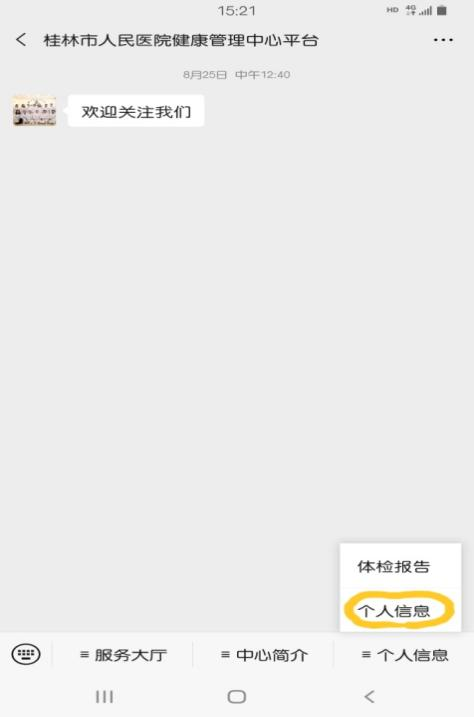 15:21
HD 4G
桂林市人民医院健康管理中心平台
8月25日 中午12:40
欢迎关注我们
体检报告
个人信息
≡ 服务大厅 ≡ 中心简介 ≡ 个人信息